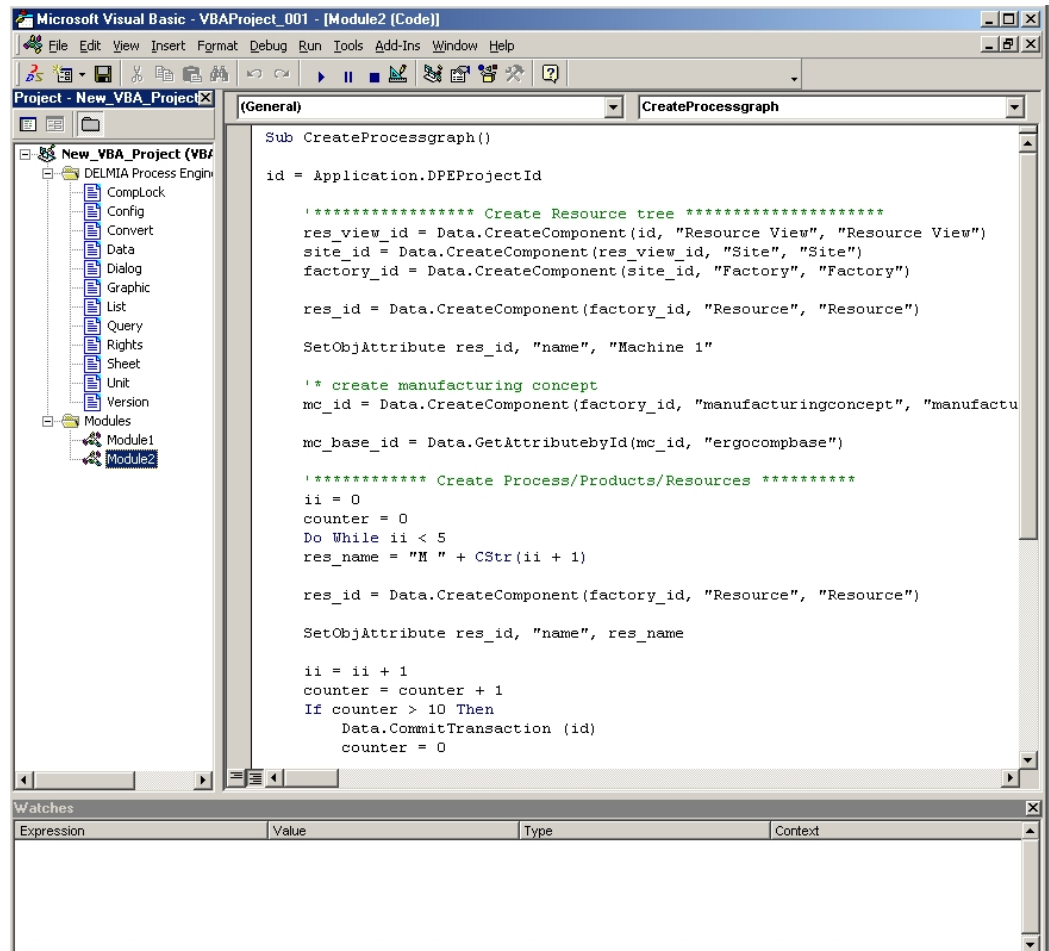 Microsoft Visual Basic - VBAProject_001 - [Module2 (Code)]
File Edit View Insert Format Debug Run Tools Add-Ins Window Help
Project - New_VBA_Project
New_VBA_Project (VBA
DELMIA Process Engin
CompLock
Config
Convert
Data
Dialog
Graphic
List
Query
Rights
Sheet
Unit
Version
Modules
Module1
Module2
(General) CreateProcessgraph
Sub CreateProcessgraph()
id = Application.DPEProjectId
'***************** Create Resource tree *********************
res_view_id = Data.CreateComponent(id, "Resource View", "Resource View")
site_id = Data.CreateComponent(res_view_id, "Site", "Site")
factory_id = Data.CreateComponent(site_id, "Factory", "Factory")
res_id = Data.CreateComponent(factory_id, "Resource", "Resource")
SetObjAttribute res_id, "name", "Machine 1"
'* create manufacturing concept
mc_id = Data.CreateComponent(factory_id, "manufacturingconcept", "manufactu
mc_base_id = Data.GetAttributebyId(mc_id, "ergocompbase")
'************ Create Process/Products/Resources **********
ii = 0
counter = 0
Do While ii < 5
res_name = "M " + CStr(ii + 1)
res_id = Data.CreateComponent(factory_id, "Resource", "Resource")
SetObjAttribute res_id, "name", res_name
ii = ii + 1
counter = counter + 1
If counter > 10 Then
Data.CommitTransaction (id)
counter = 0
Watches
Expression Value Type Context